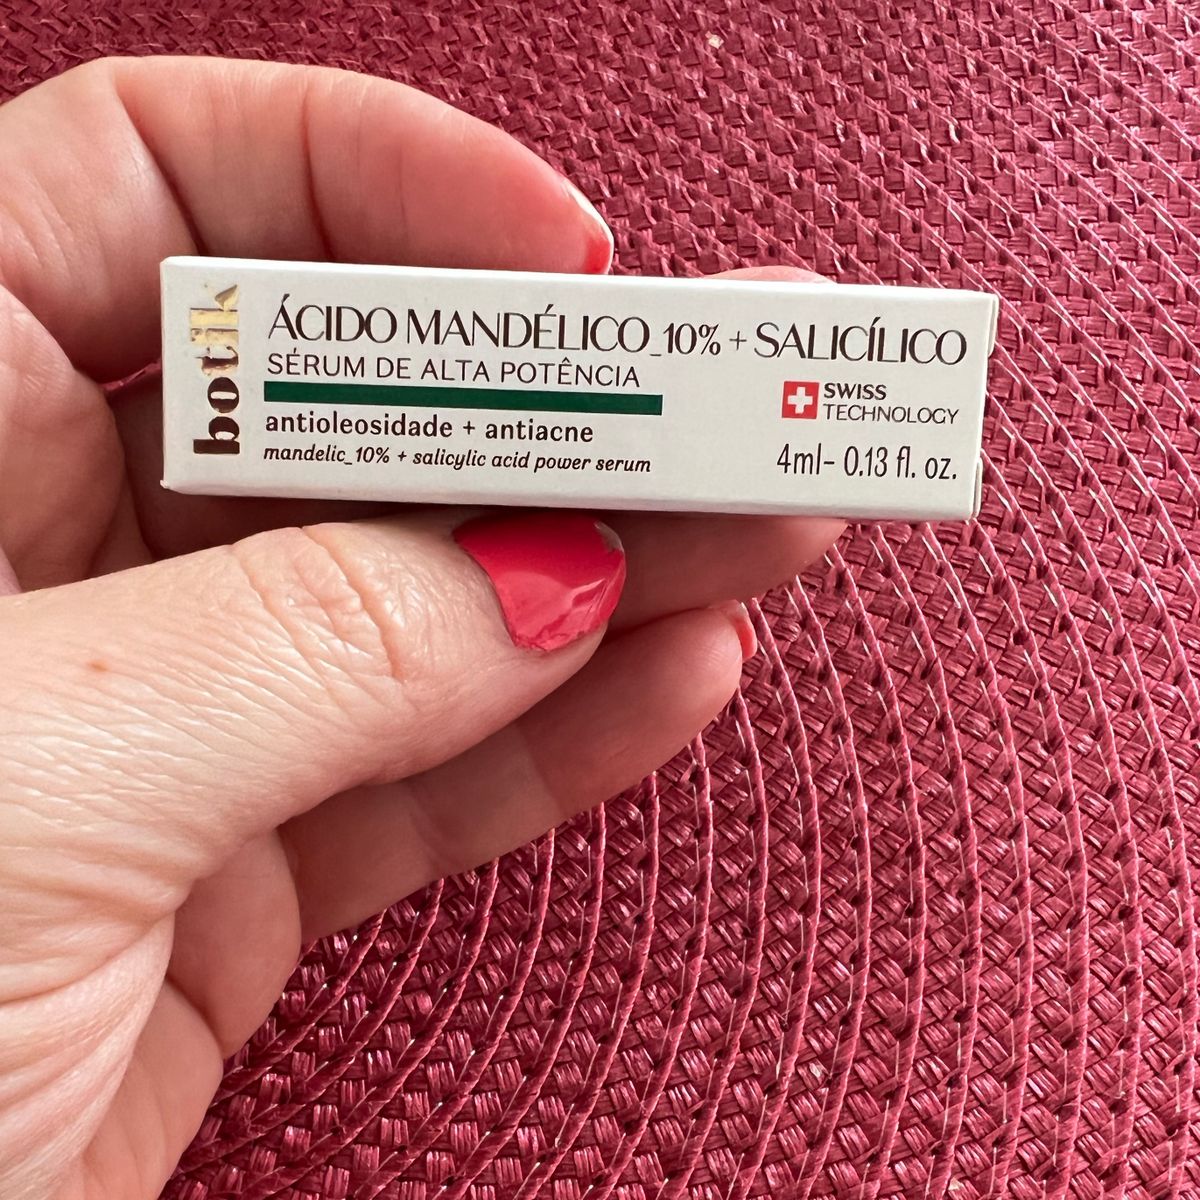 botik
ÁCIDO MANDÉLICO_10% + SALICÍLICO
SÉRUM DE ALTA POTÊNCIA
antioleosidade + antiacne
mandelic_10% + salicylic acid power serum
SWISS
TECHNOLOGY
4ml- 0.13 fl. oz.